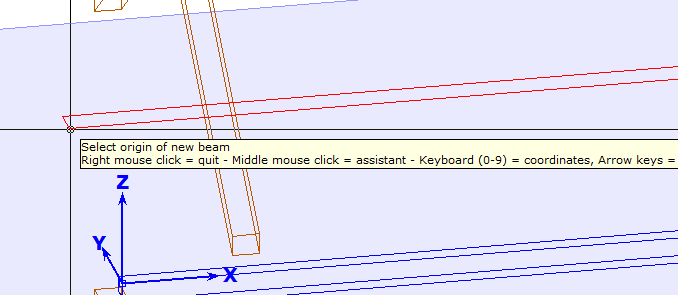 Select origin of new beam
Right mouse click = quit - Middle mouse click = assistant - Keyboard (0-9) = coordinates, Arrow keys =
Z
Y
X